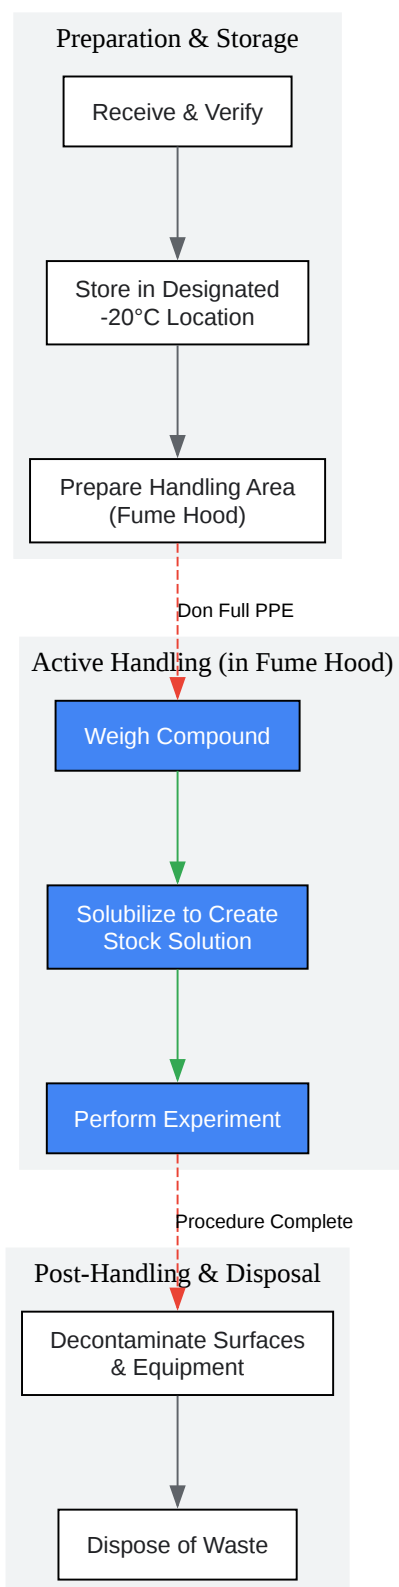 Preparation & Storage
Receive & Verify
Store in Designated
-20°C Location
Prepare Handling Area
(Fume Hood)
Don Full PPE
Active Handling (in Fume Hood)
Weigh Compound
Solubilize to Create
Stock Solution
Perform Experiment
Procedure Complete
Post-Handling & Disposal
Decontaminate Surfaces
& Equipment
Dispose of Waste